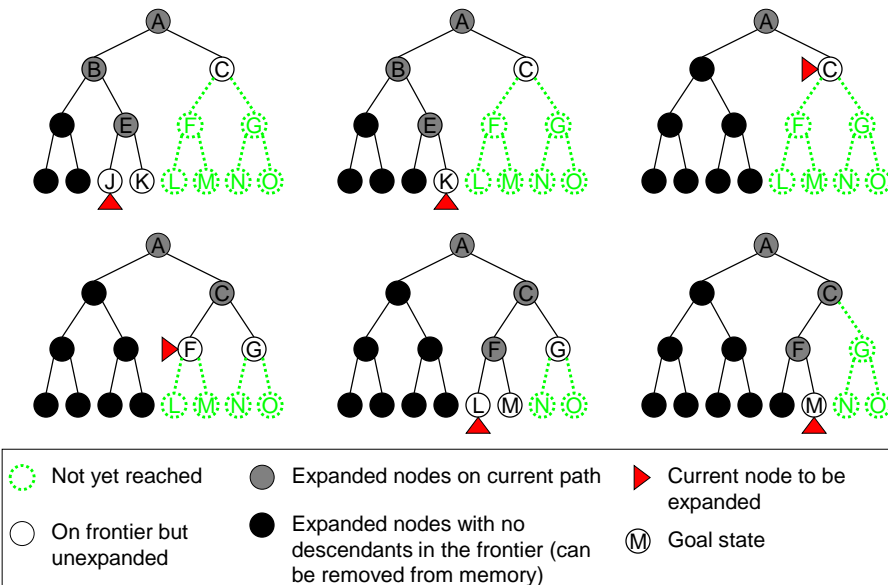 A A A
B C B C C
E F G E F G F G
J K L M N O K L M N O L M N O
A A A
C C C
F G F G F G
L M N O L M N O M N O
Not yet reached
Expanded nodes on current path
Current node to be
expanded
On frontier but
unexpanded
Expanded nodes with no
descendants in the frontier (can
be removed from memory)
M Goal state